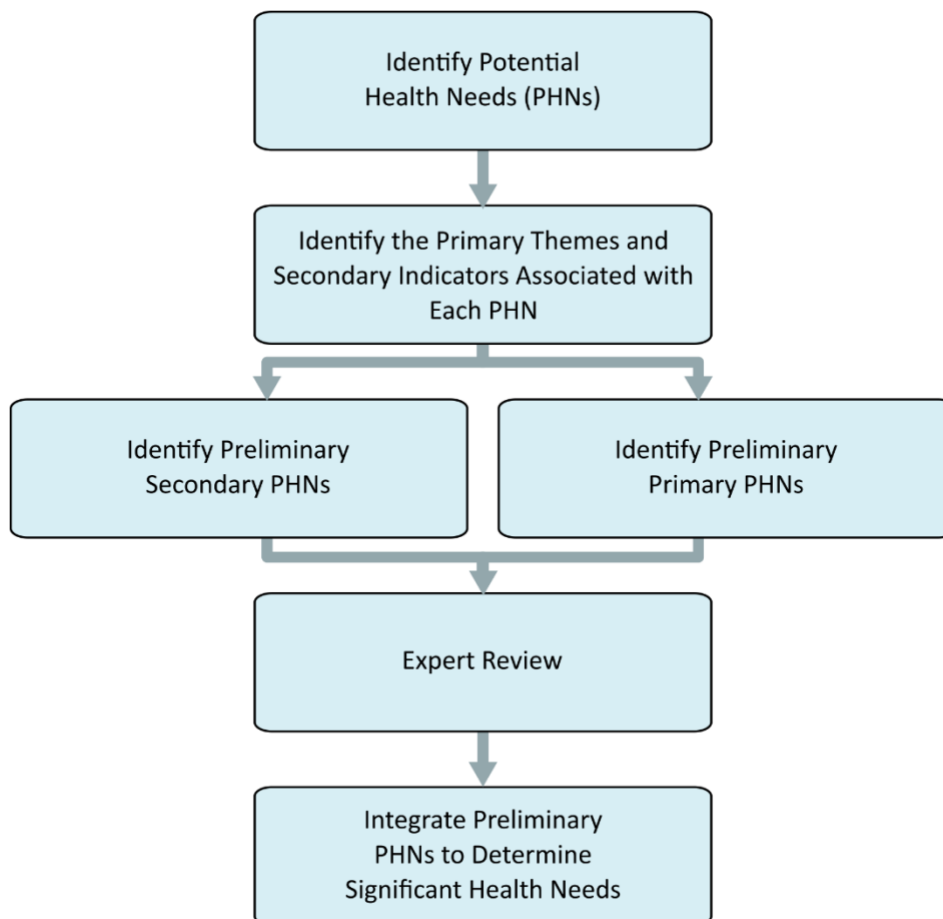 Identify Potential
Health Needs (PHNs)
Identify the Primary Themes and
Secondary Indicators Associated with
Each PHN
Identify Preliminary
Secondary PHNs
Identify Preliminary
Primary PHNs
Expert Review
Integrate Preliminary
PHNs to Determine
Significant Health Needs